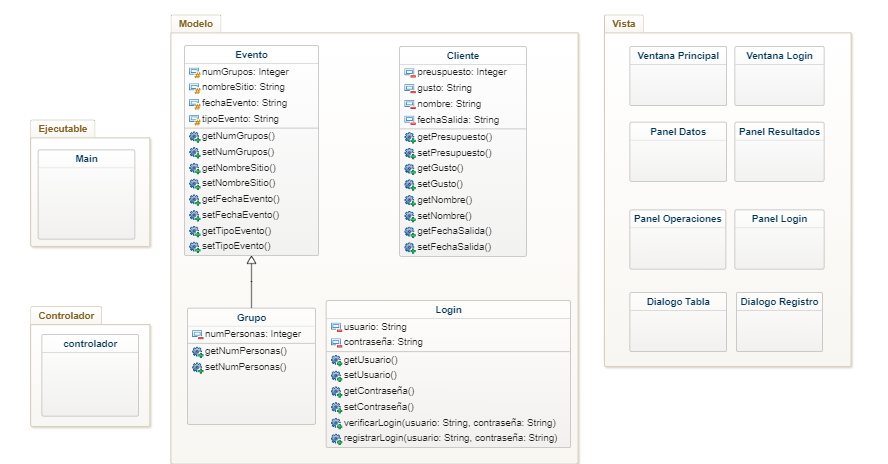 Ejecutable
Main
Controlador
controlador
Modelo
Evento
numGrupos: Integer
nombreSitio: String
fechaEvento: String
tipoEvento: String
getNumGrupos()
setNumGrupos()
getNombreSitio()
setNombreSitio()
getFechaEvento()
setFechaEvento()
getTipoEvento()
setTipoEvento()
Cliente
preuspuesto: Integer
gusto: String
nombre: String
fechaSalida: String
getPresupuesto()
setPresupuesto()
getGusto()
setGusto()
getNombre()
setNombre()
getFechaSalida()
setFechaSalida()
Grupo
numPersonas: Integer
getNumPersonas()
setNumPersonas()
Login
usuario: String
contraseña: String
getUsuario()
setUsuario()
getContraseña()
setContraseña()
verificarLogin(usuario: String, contraseña: String)
registrarLogin(usuario: String, contraseña: String)
Vista
Ventana Principal
Ventana Login
Panel Datos
Panel Resultados
Panel Operaciones
Panel Login
Dialogo Tabla
Dialogo Registro